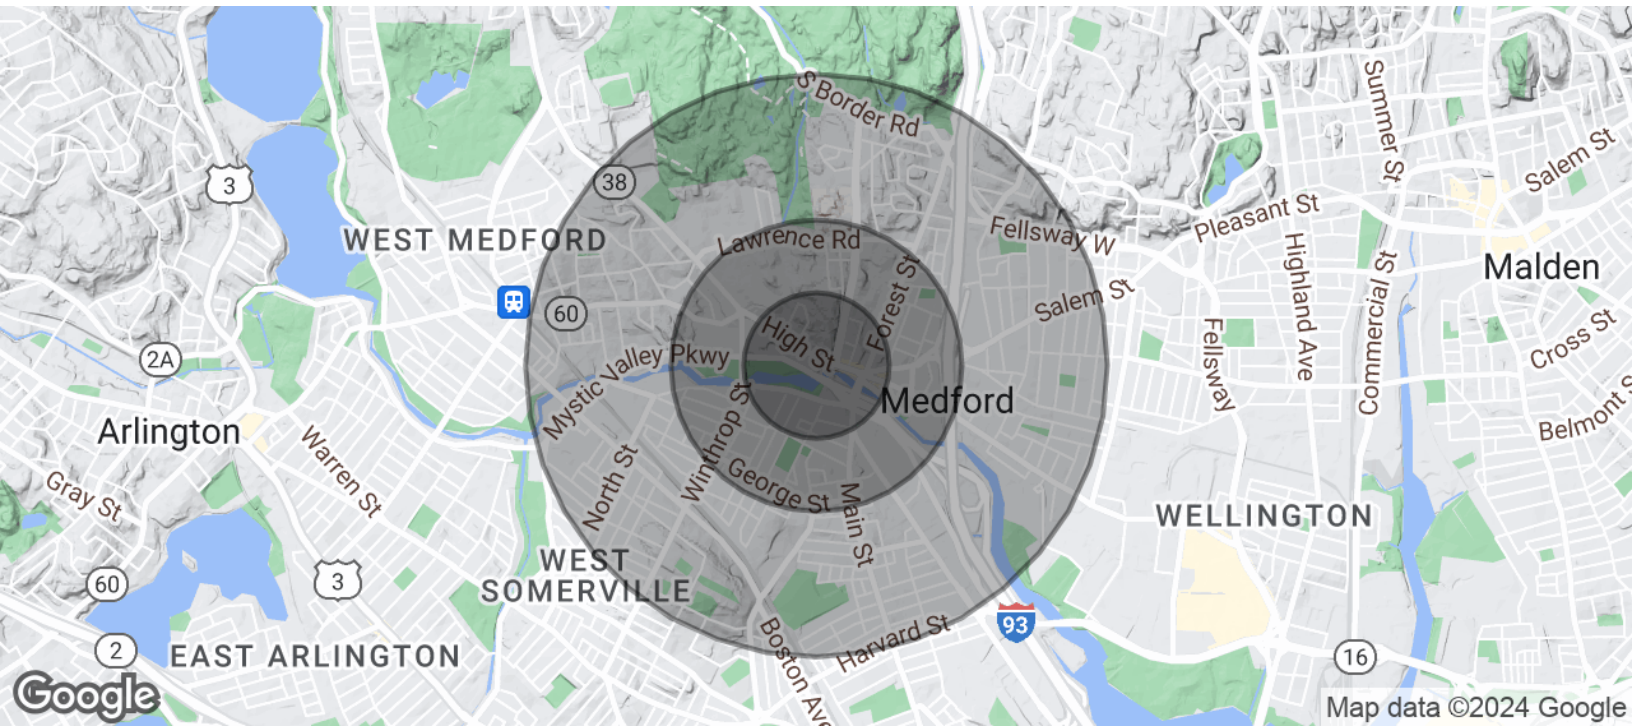 S Border Rd
Summer St
Salem St
38
3
Pleasant St
WEST MEDFORD
Lawrence Rd
Fellsway W
Malden
Highland Ave
Forest St
Salem St
Commercial St
60
High St
Fellsway
Cross St
2A
Mystic Valley Pkwy
Winthrop St
Medford
Arlington
Belmont S
Warren St
North St
George St
Gray St
Main St
WELLINGTON
WEST
SOMERVILLE
60
3
93
Harvard St
Boston Ave
2
EAST ARLINGTON
16
Google
Map data ©2024 Google